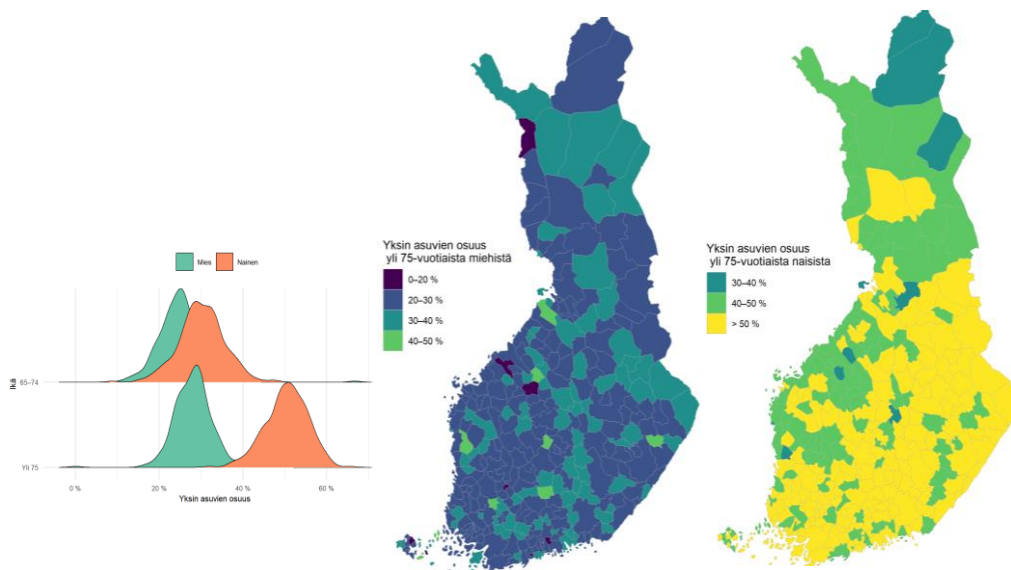 Mies
Nainen
Ikä
65–74
Yli 75
0 %
20 %
40 %
60 %
Yksin asuvien osuus
Yksin asuvien osuus
yli 75-vuotiaista miehistä
0–20 %
20–30 %
30–40 %
40–50 %
Yksin asuvien osuus
yli 75-vuotiaista naisista
30–40 %
40–50 %
> 50 %